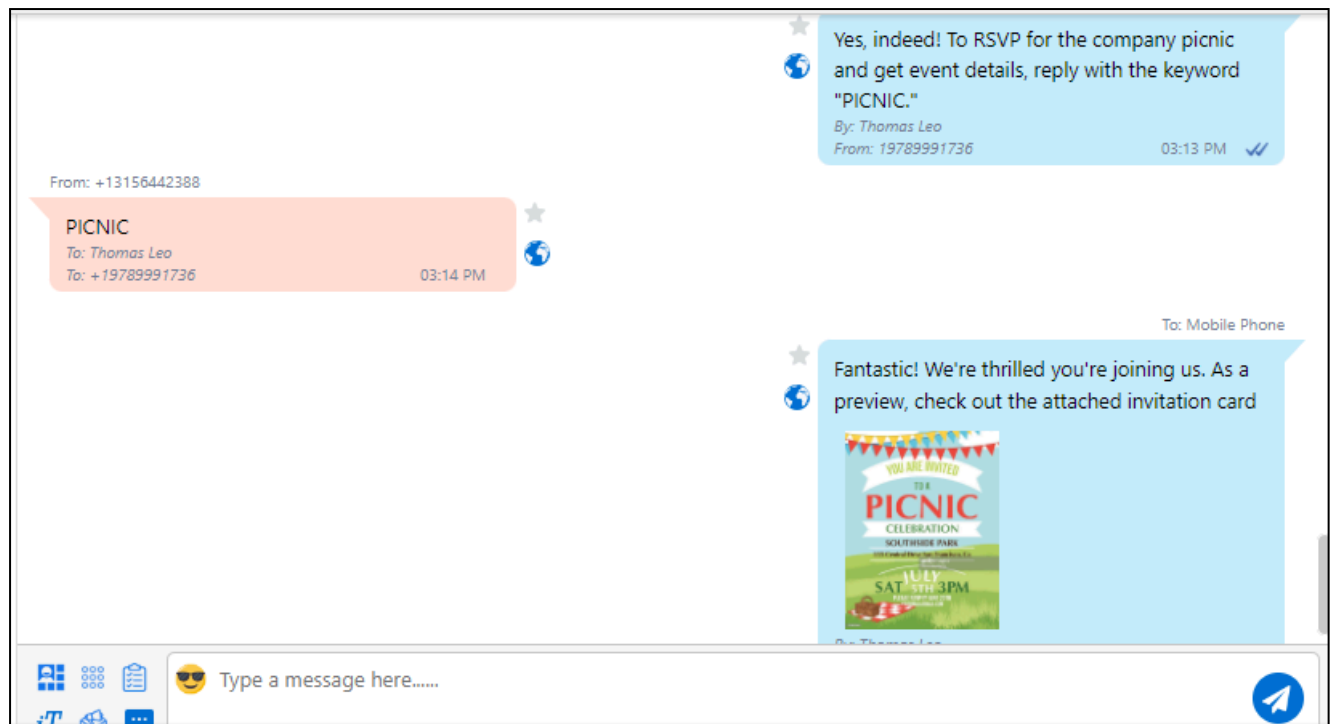 Yes, indeed! To RSVP for the company picnic
and get event details, reply with the keyword
"PICNIC."
By: Thomas Leo
From: 19789991736
03:13 PM
From: +13156442388
PICNIC
To: Thomas Leo
To: +19789991736
03:14 PM
To: Mobile Phone
Fantastic! We're thrilled you're joining us. As a
preview, check out the attached invitation card
YOU ARE INVITED
TO A
PICNIC
CELEBRATION
SOUTHSIDE PARK
JULY
SAT 5TH 3PM
By: Thomas Leo
Type a message here......